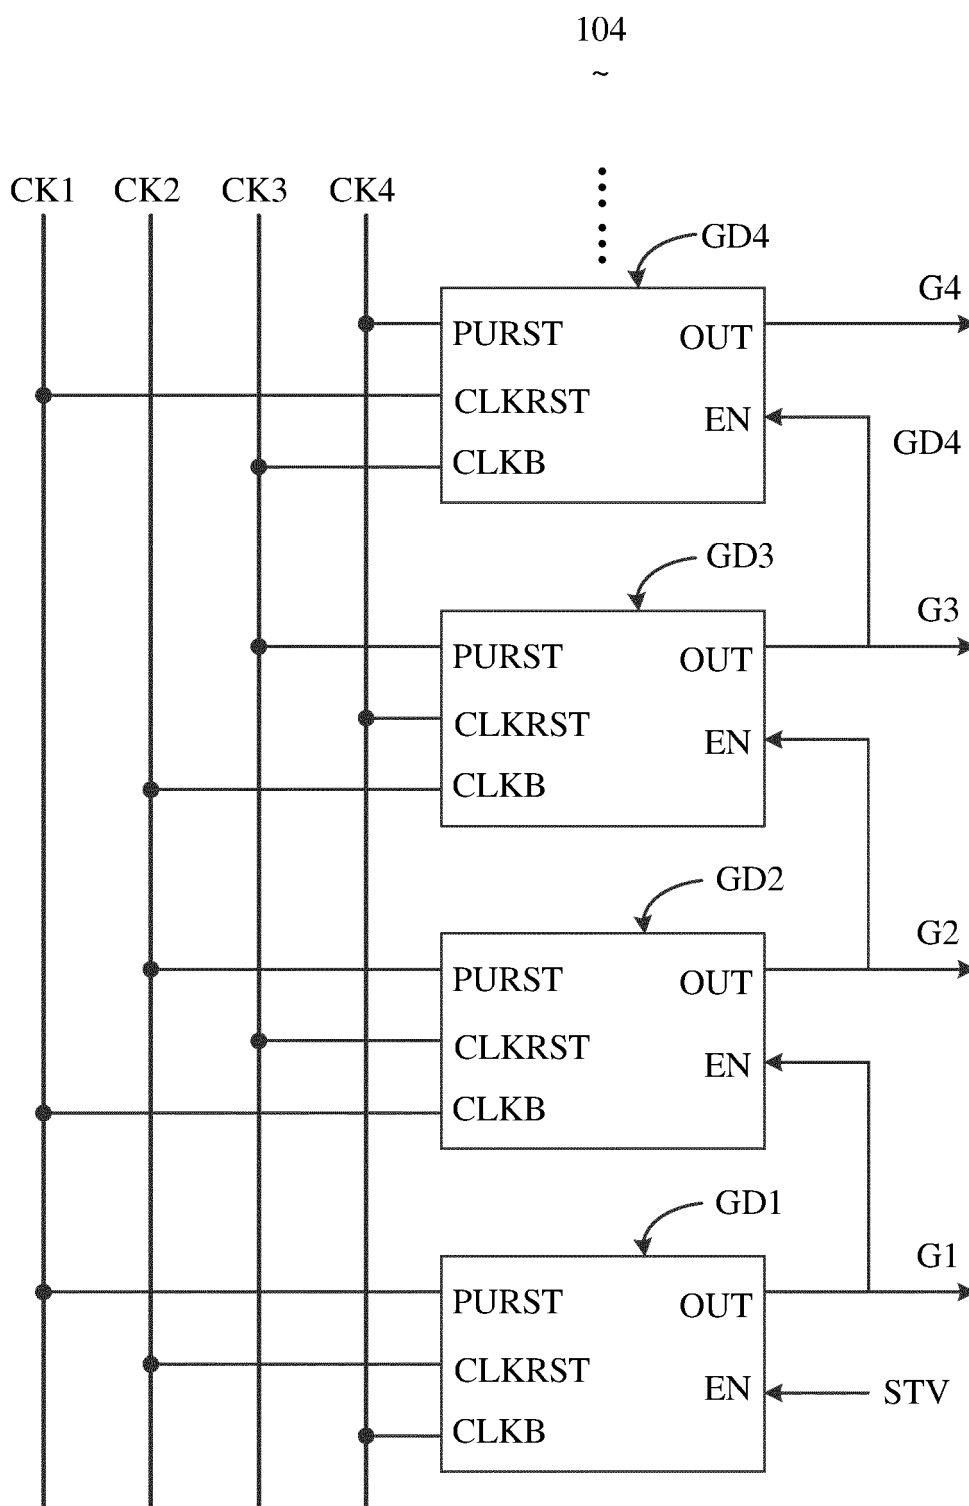 104
~
CK1 CK2 CK3 CK4
GD4
G4
PURST OUT
CLKRST EN
CLKB GD4
GD3
G3
PURST OUT
CLKRST EN
CLKB
GD2
G2
PURST OUT
CLKRST EN
CLKB
GD1
G1
PURST OUT
CLKRST EN STV
CLKB